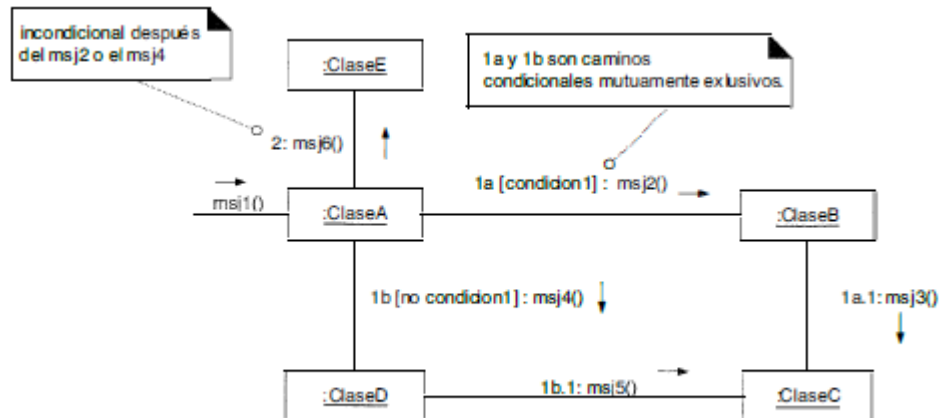 incondicional después
del msj2 o el msj4
:ClaseE
1a y 1b son caminos
condicionales mutuamente exlusivos.
2: msj6()
1a [condicion1] : msj2()
msj1()
:ClaseA
:ClaseB
1b [no condicion1] : msj4()
1a.1: msj3()
:ClaseD
1b.1: msj5()
:ClaseC